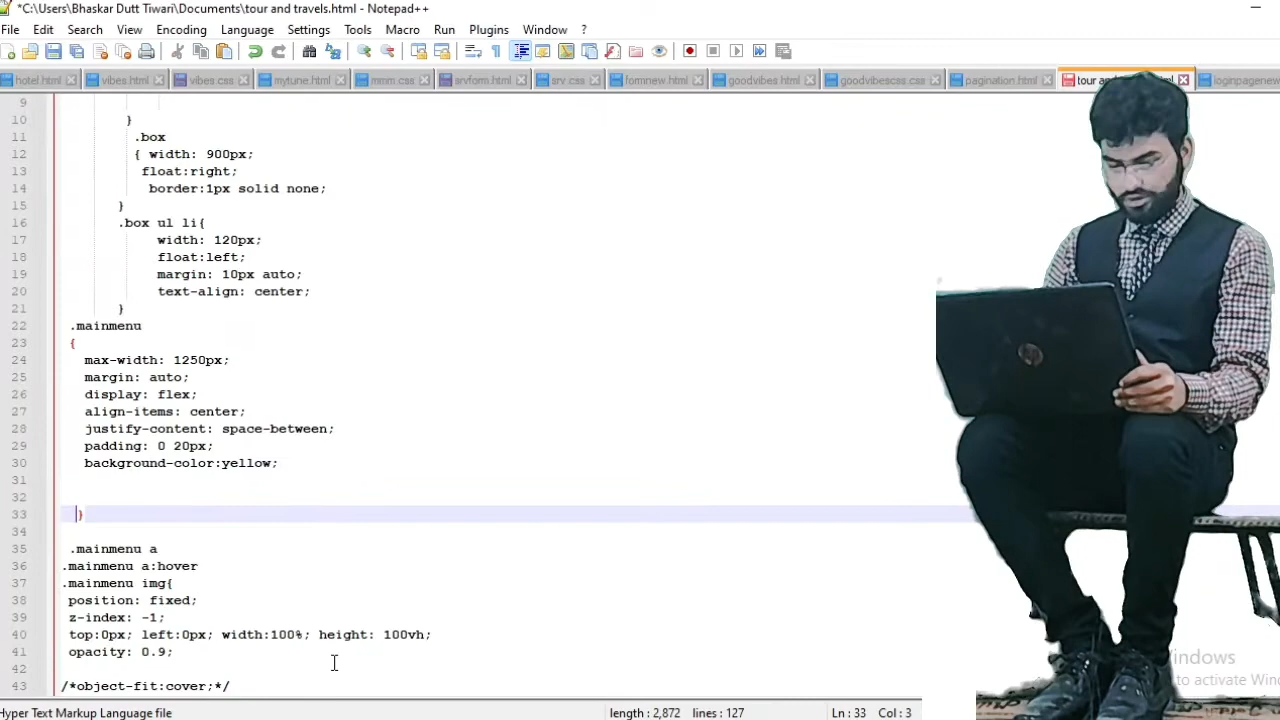 *C:\Users\Bhaskar Dutt Tiwari\Documents\tour and travels.html - Notepad++
File Edit Search View Encoding Language Settings Tools Macro Run Plugins Window ?
hotel.html vibes.html vibes.css mytune.html mmm.css srvform.html srv.css formnew.html goodvibes.html goodvibescss.css pagination.html tour loginpagenew
9
10 }
11 .box
12 { width: 900px;
13 float:right;
14 border:1px solid none;
15 }
16 .box ul li{
17 width: 120px;
18 float:left;
19 margin: 10px auto;
20 text-align: center;
21 }
22 .mainmenu
23 {
24 max-width: 1250px;
25 margin: auto;
26 display: flex;
27 align-items: center;
28 justify-content: space-between;
29 padding: 0 20px;
30 background-color:yellow;
31
32
33 }
34
35 .mainmenu a
36 .mainmenu a:hover
37 .mainmenu img{
38 position: fixed;
39 z-index: -1;
40 top:0px; left:0px; width:100%; height: 100vh;
41 opacity: 0.9;
42
43 /*object-fit:cover;*/
indows
to activate Win
Hyper Text Markup Language file length : 2,872 lines : 127 Ln : 33 Col : 3